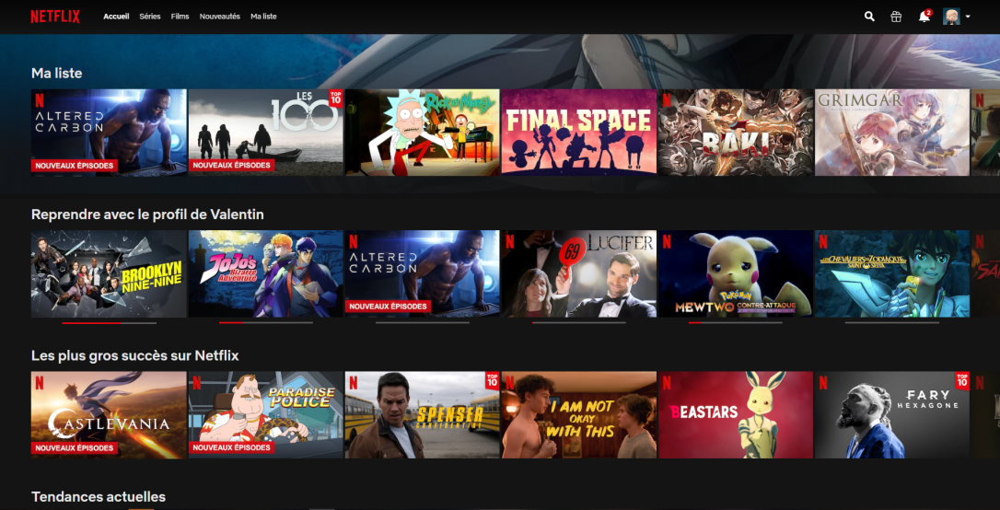 NETFLIX Accueil Séries Films Nouveautés Ma liste 2
Ma liste
N
ALTERED
CARBON
NOUVEAUX ÉPISODES
LES
100
TOP
10
NOUVEAUX ÉPISODES
Rick and Morty
FINAL SPACE
N
BAKI
GRIMGAR
N
Reprendre avec le profil de Valentin
BROOKLYN
NINE-NINE
JoJo's
Bizarre
Adventure
N
ALTERED
CARBON
NOUVEAUX ÉPISODES
N
69
LUCIFER
N
Pokémon
MEWTWO CONTRE-ATTAQUE
N
LES CHEVALIERS DU ZODIAQUE
SAINT SEIYA
N
SA
Les plus gros succès sur Netflix
N
CASTLEVANIA
NOUVEAUX ÉPISODES
N
PARADISE
POLICE
NOUVEAUX ÉPISODES
N
TOP
10
SPENSER
CONFIDENTIAL
N
I AM NOT
OKAY
WITH THIS
N
BEASTARS
N
TOP
10
FARY
HEXAGONE
N
Tendances actuelles